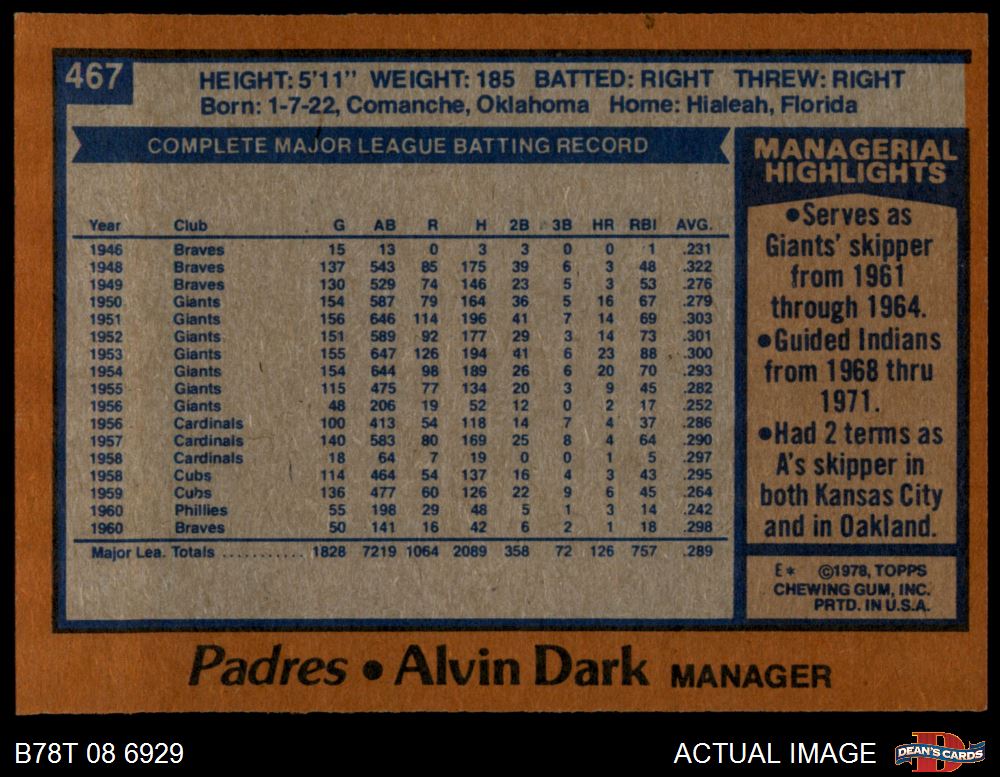 467
HEIGHT: 5'11" WEIGHT: 185 BATTED: RIGHT THREW: RIGHT
Born: 1-7-22, Comanche, Oklahoma Home: Hialeah, Florida
COMPLETE MAJOR LEAGUE BATTING RECORD
Year Club G AB R H 2B 3B HR RBI AVG.
1946 Braves 15 13 0 3 3 0 0 1 .231
1948 Braves 137 543 85 175 39 6 3 48 .322
1949 Braves 130 529 74 146 23 5 3 53 .276
1950 Giants 154 587 79 164 36 5 16 67 .279
1951 Giants 156 646 114 196 41 7 14 69 .303
1952 Giants 151 589 92 177 29 3 14 73 .301
1953 Giants 155 647 126 194 41 6 23 88 .300
1954 Giants 154 644 98 189 26 6 20 70 .293
1955 Giants 115 475 77 134 20 3 9 45 .282
1956 Giants 48 206 19 52 12 0 2 17 .252
1956 Cardinals 100 413 54 118 14 7 4 37 .286
1957 Cardinals 140 583 80 169 25 8 4 64 .290
1958 Cardinals 18 64 7 19 0 0 1 5 .297
1958 Cubs 114 464 54 137 16 4 3 43 .295
1959 Cubs 136 477 60 126 22 9 6 45 .264
1960 Phillies 55 198 29 48 5 1 3 14 .242
1960 Braves 50 141 16 42 6 2 1 18 .298
Major Lea. Totals ........... 1828 7219 1064 2089 358 72 126 757 .289
MANAGERIAL
HIGHLIGHTS
•Serves as
Giants' skipper
from 1961
through 1964.
•Guided Indians
from 1968 thru
1971.
•Had 2 terms as
A's skipper in
both Kansas City
and in Oakland.
E* ©1978, TOPPS
CHEWING GUM, INC.
PRTD. IN U.S.A.
Padres • Alvin Dark MANAGER
B78T 08 6929
ACTUAL IMAGE
DEAN'S CARDS